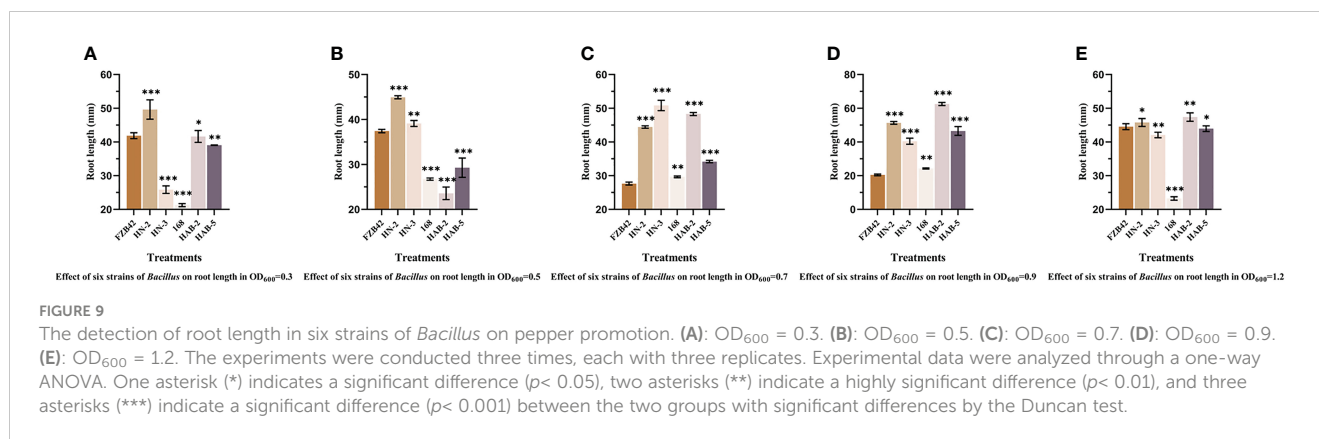 A
B
C
D
E
Root length (mm)
60
50
40
30
20
***
***
***
*
**
FZB42
HN-2
HN-3
168
HAB-2
HAB-5
Treatments
Effect of six strains of Bacillus on root length in OD600=0.3
Root length (mm)
50
40
30
20
***
**
***
***
***
FZB42
HN-2
HN-3
168
HAB-2
HAB-5
Treatments
Effect of six strains of Bacillus on root length in OD600=0.5
Root length (mm)
60
50
40
30
20
***
***
**
***
***
FZB42
HN-2
HN-3
168
HAB-2
HAB-5
Treatments
Effect of six strains of Bacillus on root length in OD600=0.7
Root length (mm)
80
60
40
20
0
***
***
**
***
***
FZB42
HN-2
HN-3
168
HAB-2
HAB-5
Treatments
Effect of six strains of Bacillus on root length in OD600=0.9
Root length (mm)
60
50
40
30
20
*
**
***
**
*
FZB42
HN-2
HN-3
168
HAB-2
HAB-5
Treatments
Effect of six strains of Bacillus on root length in OD600=1.2
FIGURE 9
The detection of root length in six strains of Bacillus on pepper promotion. (A): OD600 = 0.3. (B): OD600 = 0.5. (C): OD600 = 0.7. (D): OD600 = 0.9.
(E): OD600 = 1.2. The experiments were conducted three times, each with three replicates. Experimental data were analyzed through a one-way
ANOVA. One asterisk (*) indicates a significant difference (p< 0.05), two asterisks (**) indicate a highly significant difference (p< 0.01), and three
asterisks (***) indicate a significant difference (p< 0.001) between the two groups with significant differences by the Duncan test.